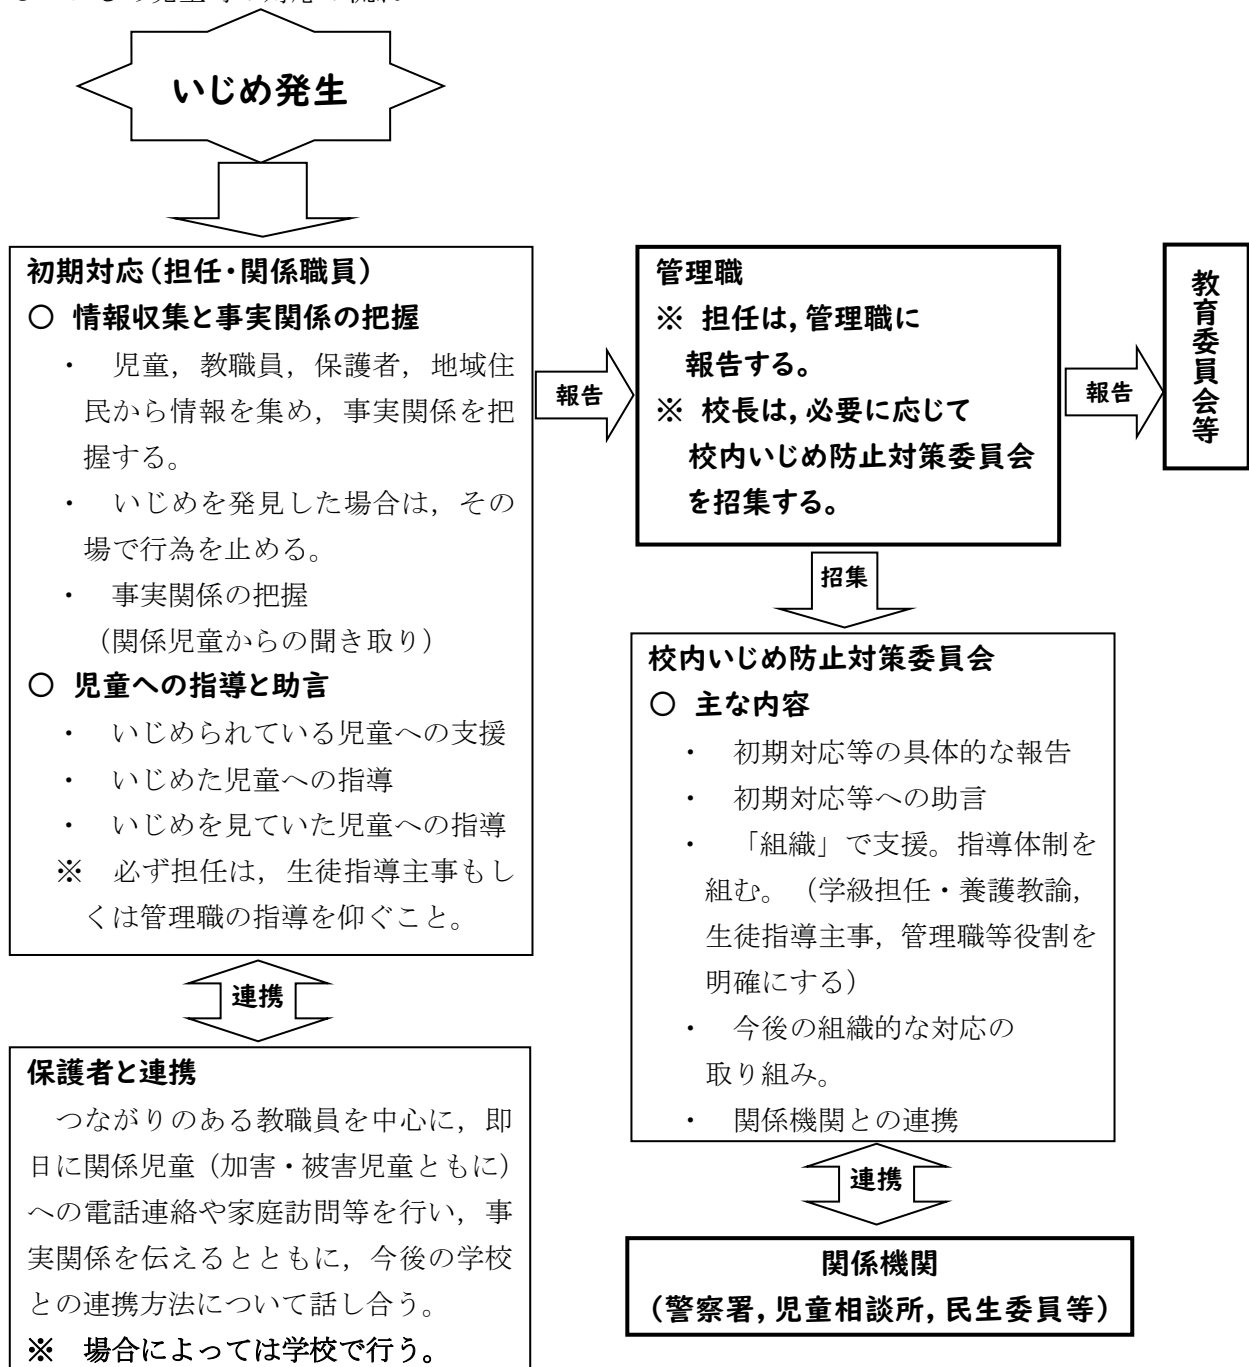 いじめ発生
初期対応（担任・関係職員）
〇 情報収集と事実関係の把握
・ 児童，教職員，保護者，地域住
民から情報を集め，事実関係を把
握する。
・ いじめを発見した場合は，その
場で行為を止める。
・ 事実関係の把握
（関係児童からの聞き取り）
〇 児童への指導と助言
・ いじめられている児童への支援
・ いじめた児童への指導
・ いじめを見ていた児童への指導
※ 必ず担任は，生徒指導主事もし
くは管理職の指導を仰ぐこと。
報告
管理職
※ 担任は，管理職に
報告する。
※ 校長は，必要に応じて
校内いじめ防止対策委員会
を招集する。
報告
教育委員会等
招集
校内いじめ防止対策委員会
〇 主な内容
・ 初期対応等の具体的な報告
・ 初期対応等への助言
・ 「組織」で支援。指導体制を
組む。（学級担任・養護教諭，
生徒指導主事，管理職等役割を
明確にする）
・ 今後の組織的な対応の
取り組み。
・ 関係機関との連携
連携
保護者と連携
つながりのある教職員を中心に，即
日に関係児童（加害・被害児童ともに）
への電話連絡や家庭訪問等を行い，事
実関係を伝えるとともに，今後の学校
との連携方法について話し合う。
※ 場合によっては学校で行う。
連携
関係機関
（警察署，児童相談所，民生委員等）